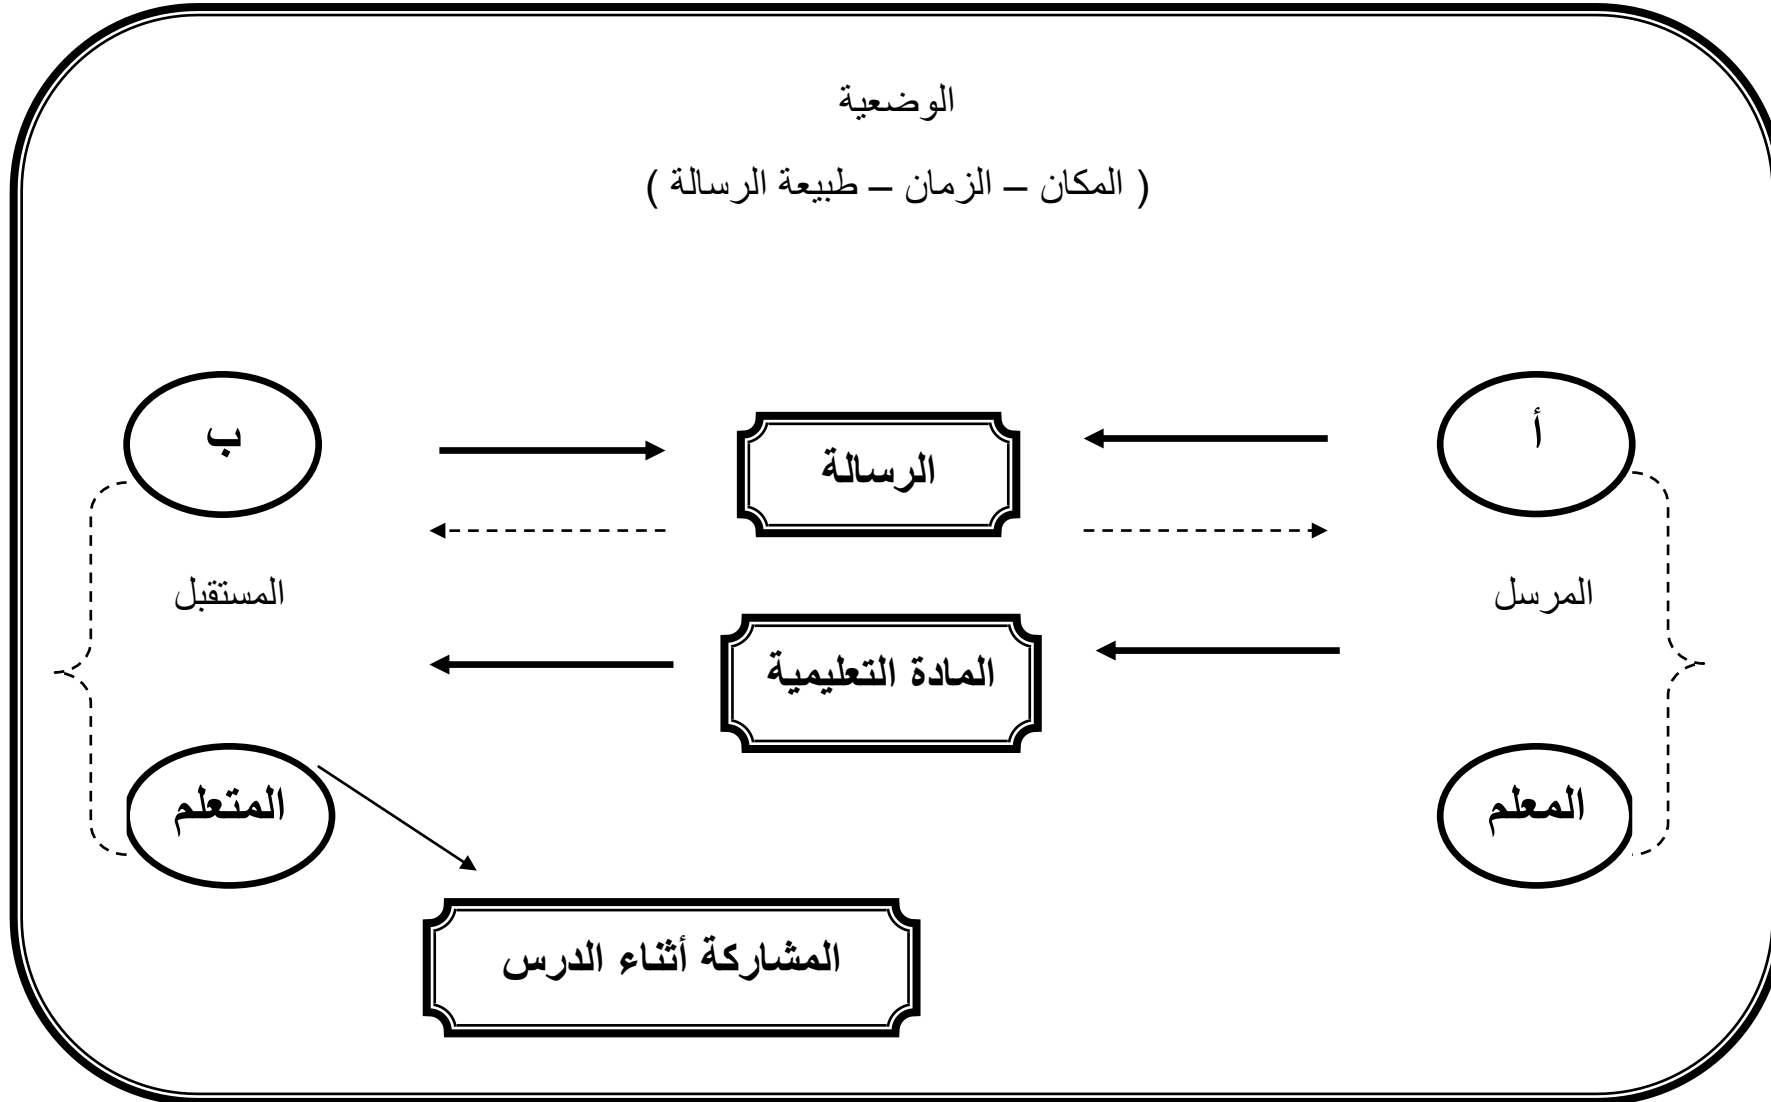 الوضعية
( المكان – الزمان – طبيعة الرسالة )
أ
الرسالة
ب
المرسل
المستقبل
المادة التعليمية
المعلم
المتعلم
المشاركة أثناء الدرس